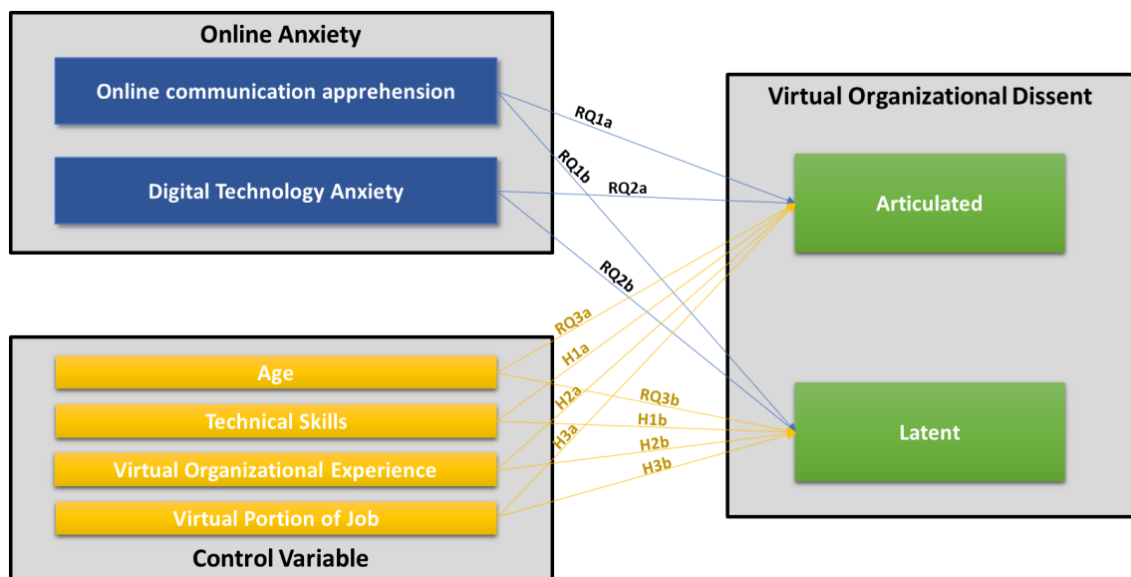 Online Anxiety
Online communication apprehension
Digital Technology Anxiety
RQ1a
RQ1b
RQ2a
RQ2b
Virtual Organizational Dissent
Articulated
Latent
RQ3a
H1a
H2a
H3a
RQ3b
H1b
H2b
H3b
Age
Technical Skills
Virtual Organizational Experience
Virtual Portion of Job
Control Variable